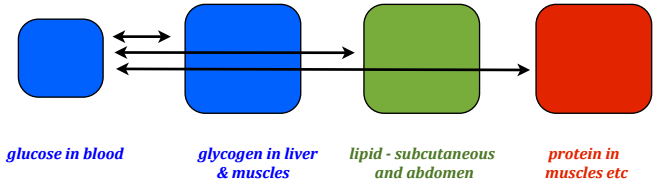 glucose in blood
glycogen in liver
& muscles
lipid - subcutaneous
and abdomen
protein in
muscles etc